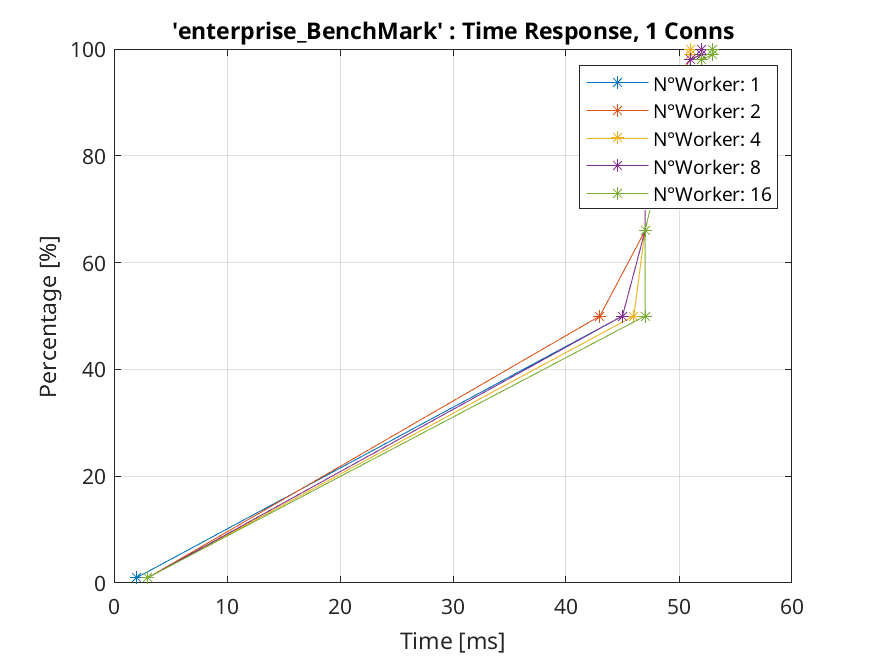 'enterprise_BenchMark' : Time Response, 1 Conns
100
80
60
40
20
0
Percentage [%]
N°Worker: 1
N°Worker: 2
N°Worker: 4
N°Worker: 8
N°Worker: 16
0 10 20 30 40 50 60
Time [ms]